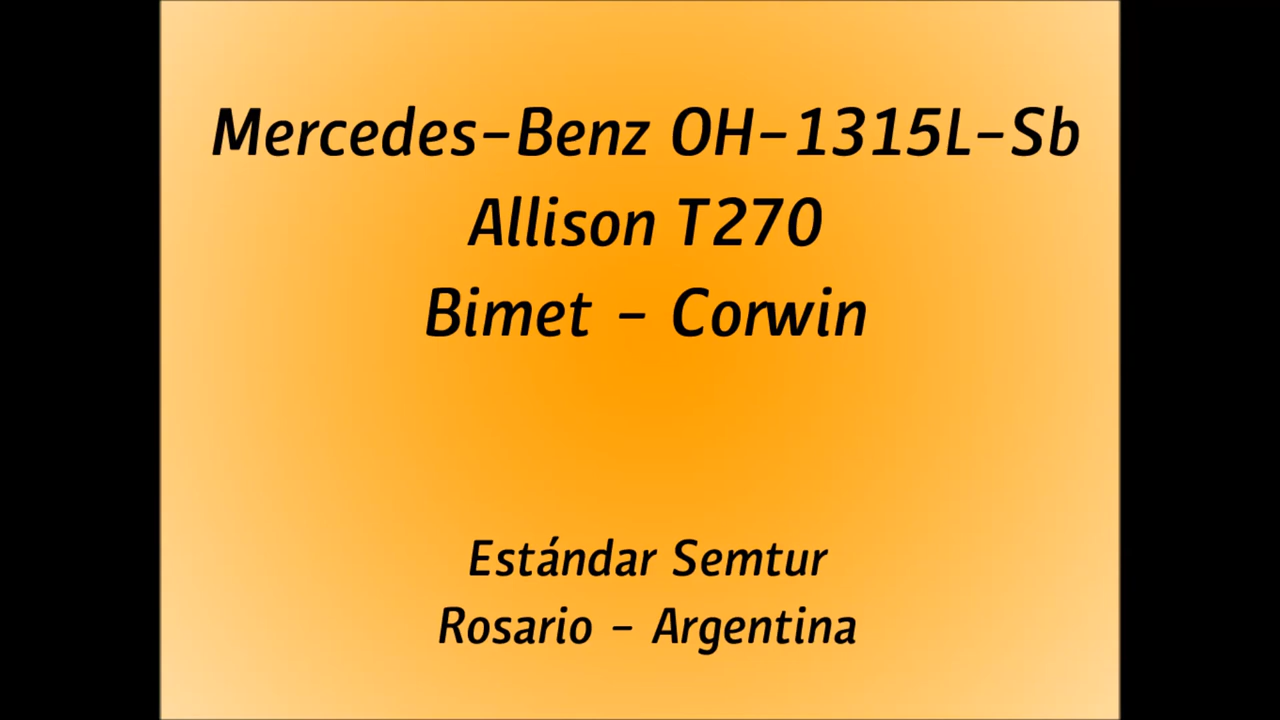 Mercedes-Benz OH-1315L-Sb
Allison T270
Bimet - Corwin
Estándar Semtur
Rosario - Argentina